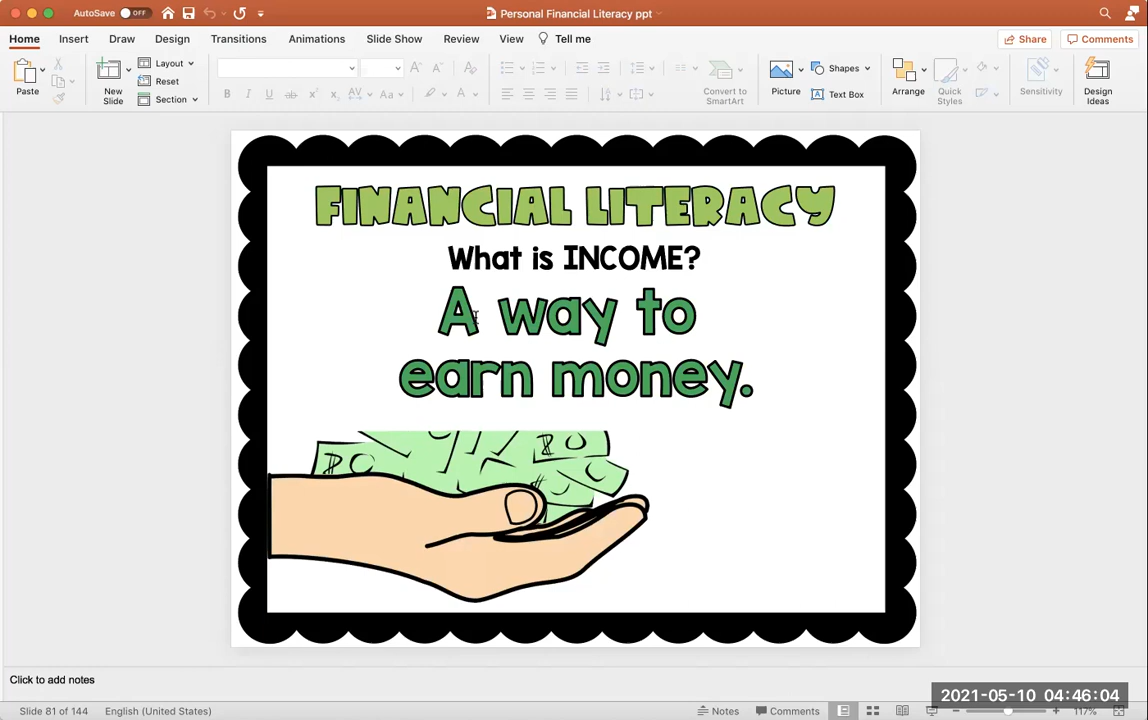 AutoSave OFF
Personal Financial Literacy ppt
Home Insert Draw Design Transitions Animations Slide Show Review View Tell me
Share Comments
Paste
New Slide
Layout
Reset
Section
Convert to SmartArt
Picture
Shapes
Text Box
Arrange
Quick Styles
Sensitivity
Design Ideas
FINANCIAL LITERACY
What is INCOME?
A way to
earn money.
Click to add notes
2021-05-10 04:46:04
Slide 81 of 144 English (United States) Notes Comments 117%